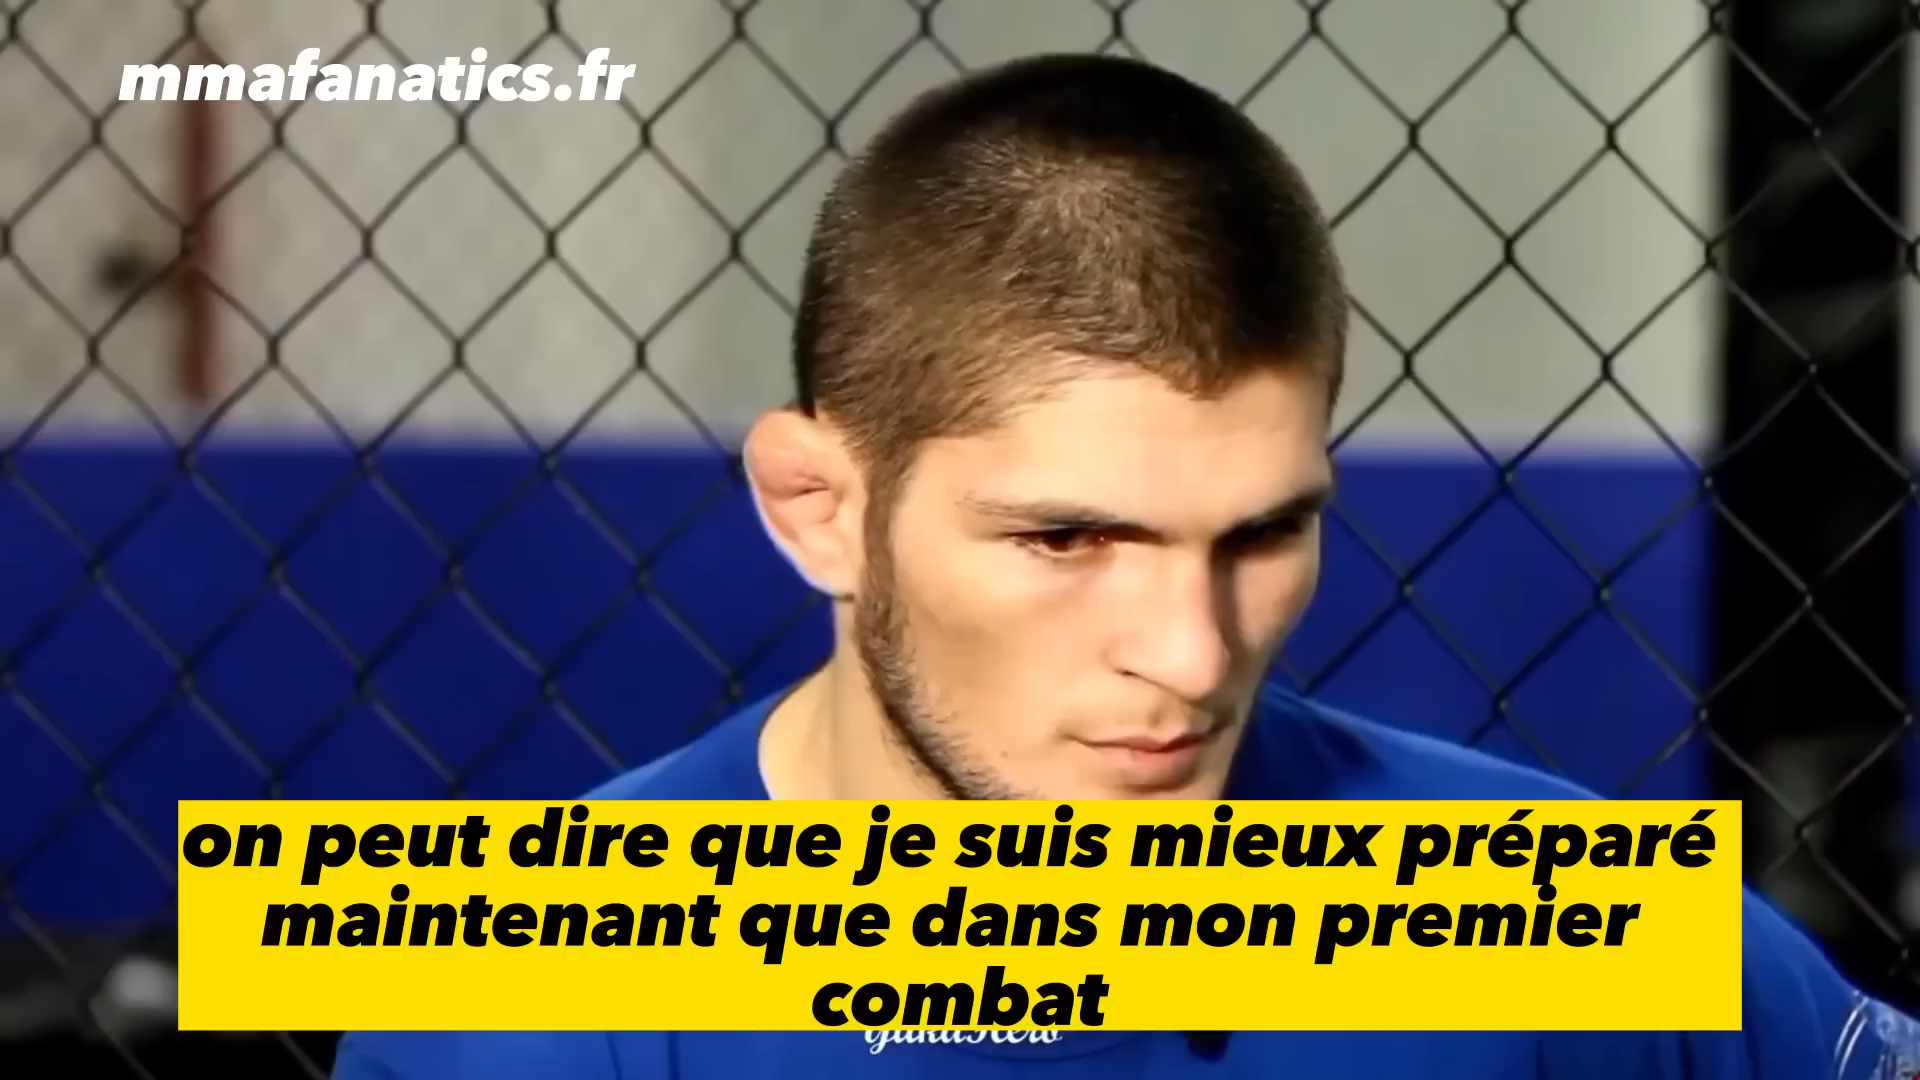 mmafanatics.fr
on peut dire que je suis mieux préparé
maintenant que dans mon premier
combat